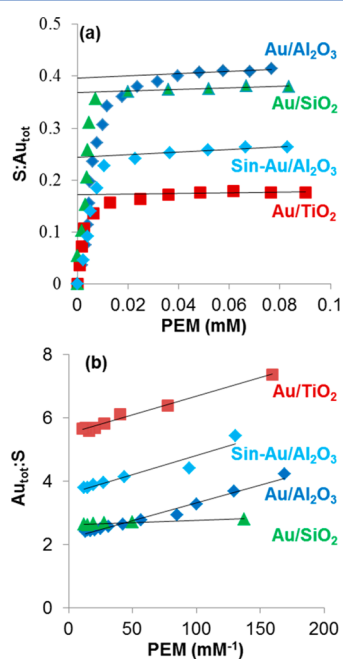 (a)
Au/Al₂O₃
Au/SiO₂
Sin-Au/Al₂O₃
Au/TiO₂
S:Auₜₒₜ
0.5
0.4
0.3
0.2
0.1
0
0 0.02 0.04 0.06 0.08 0.1
PEM (mM)
(b)
Au/TiO₂
Sin-Au/Al₂O₃
Au/Al₂O₃
Au/SiO₂
Auₜₒₜ:S
8
6
4
2
0
0 50 100 150 200
PEM (mM⁻¹)